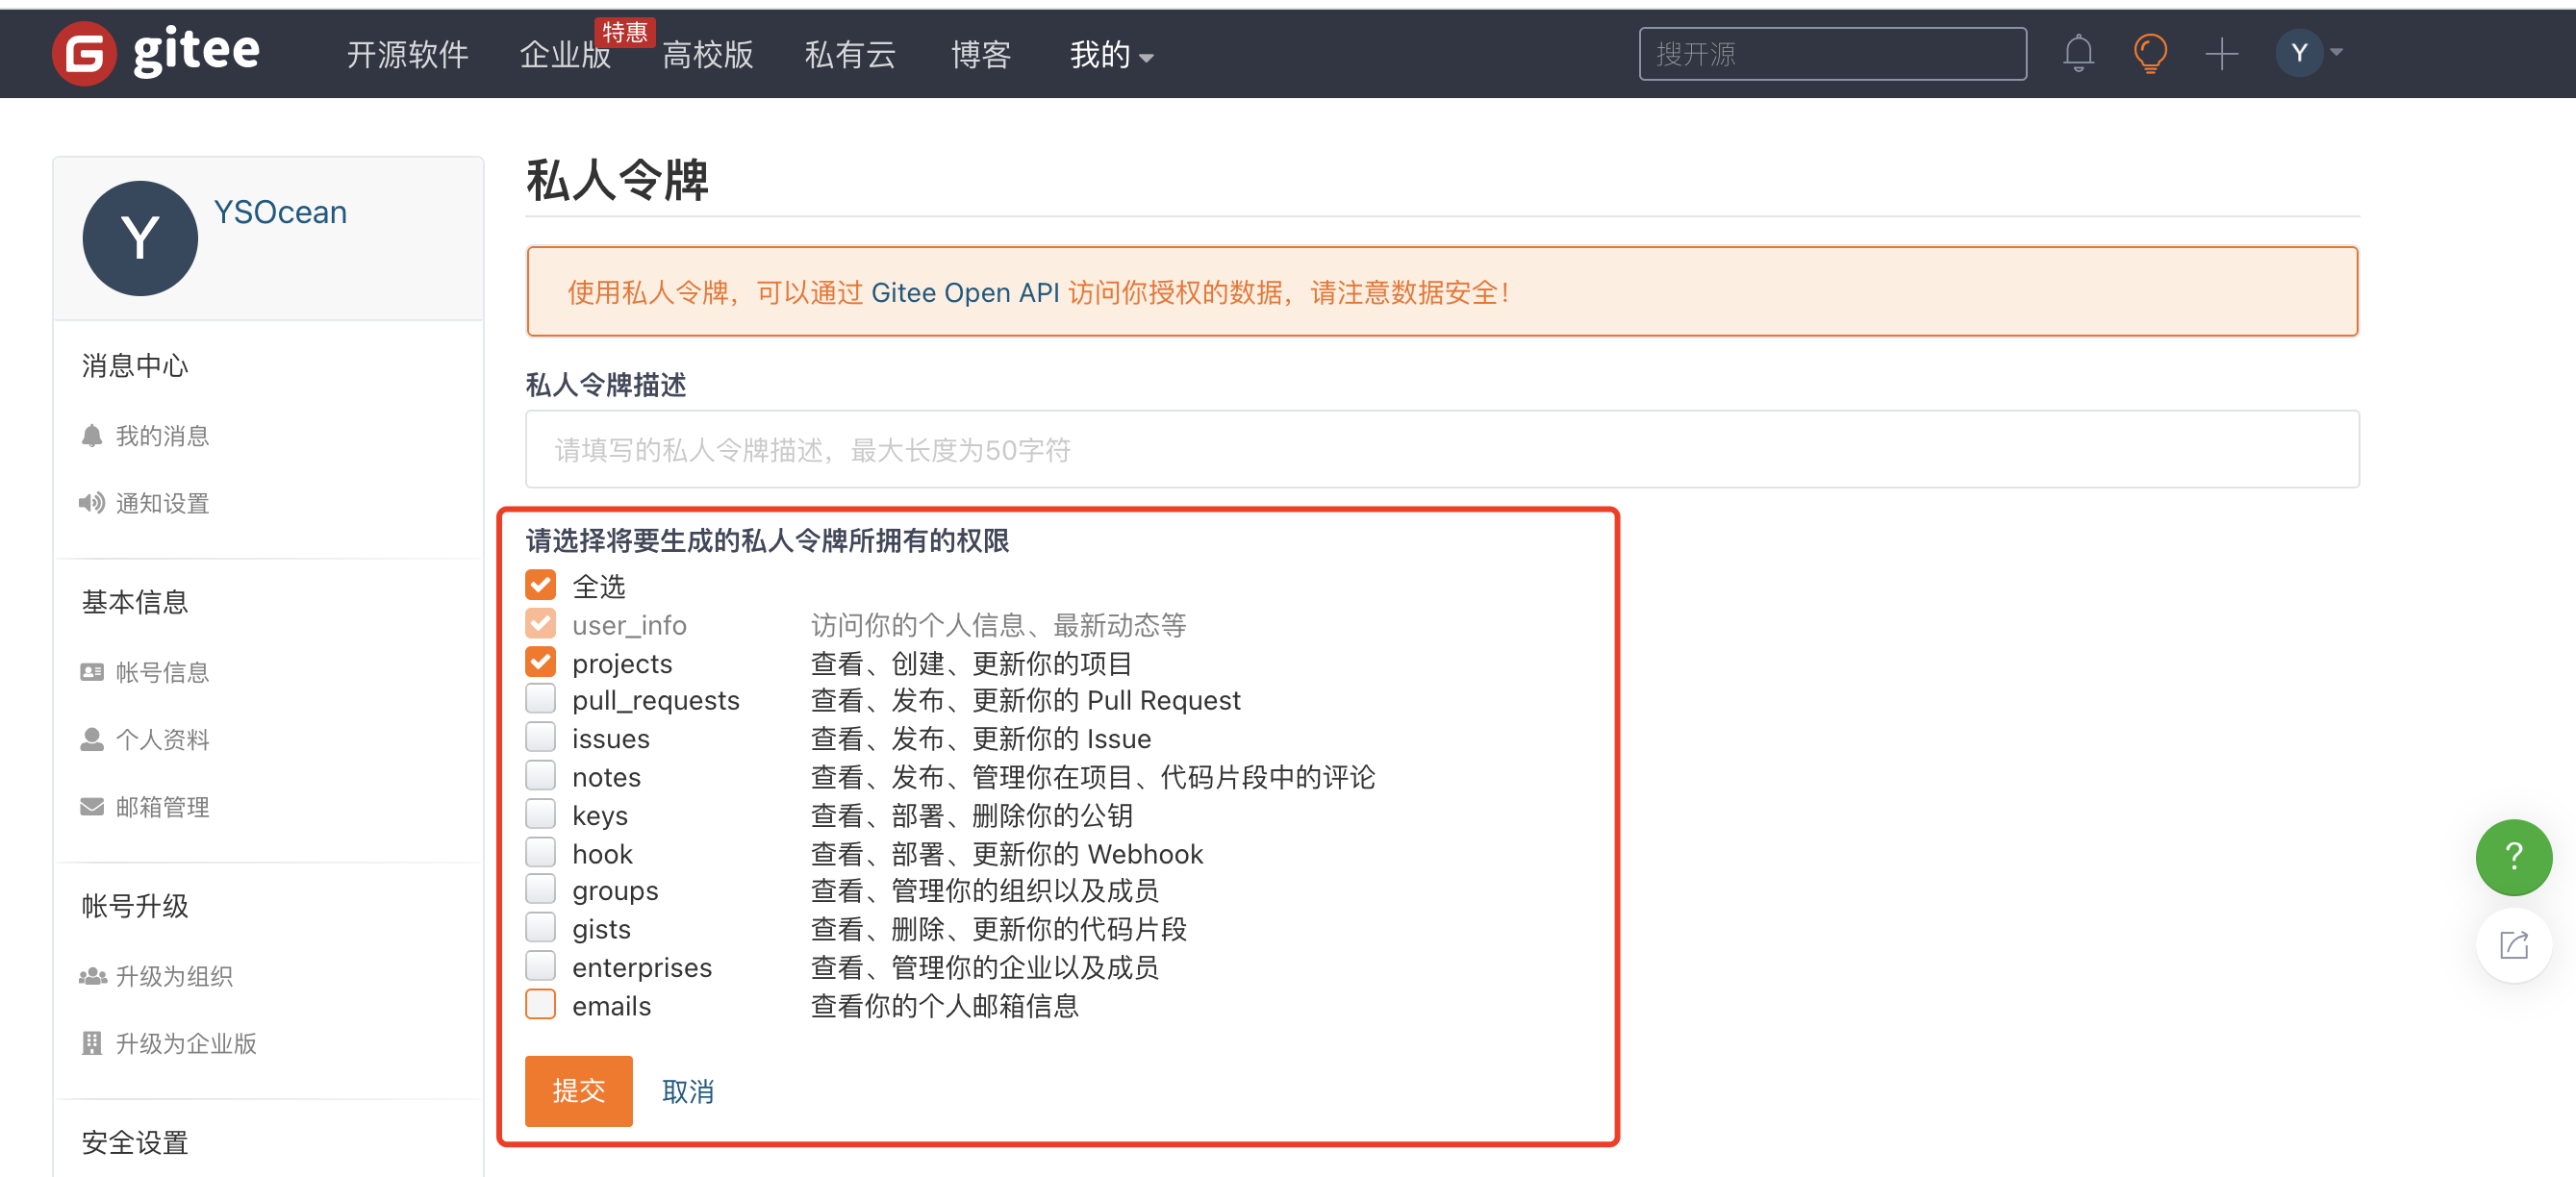 gitee 开源软件 企业版 特惠 高校版 私有云 博客 我的 搜开源 Y
Y YSOcean
消息中心
我的消息
通知设置
基本信息
帐号信息
个人资料
邮箱管理
帐号升级
升级为组织
升级为企业版
安全设置
私人令牌
使用私人令牌，可以通过 Gitee Open API 访问你授权的数据，请注意数据安全！
私人令牌描述
请填写的私人令牌描述，最大长度为50字符
请选择将要生成的私人令牌所拥有的权限
全选
user_info 访问你的个人信息、最新动态等
projects 查看、创建、更新你的项目
pull_requests 查看、发布、更新你的 Pull Request
issues 查看、发布、更新你的 Issue
notes 查看、发布、管理你在项目、代码片段中的评论
keys 查看、部署、删除你的公钥
hook 查看、部署、更新你的 Webhook
groups 查看、管理你的组织以及成员
gists 查看、删除、更新你的代码片段
enterprises 查看、管理你的企业以及成员
emails 查看你的个人邮箱信息
提交 取消
?